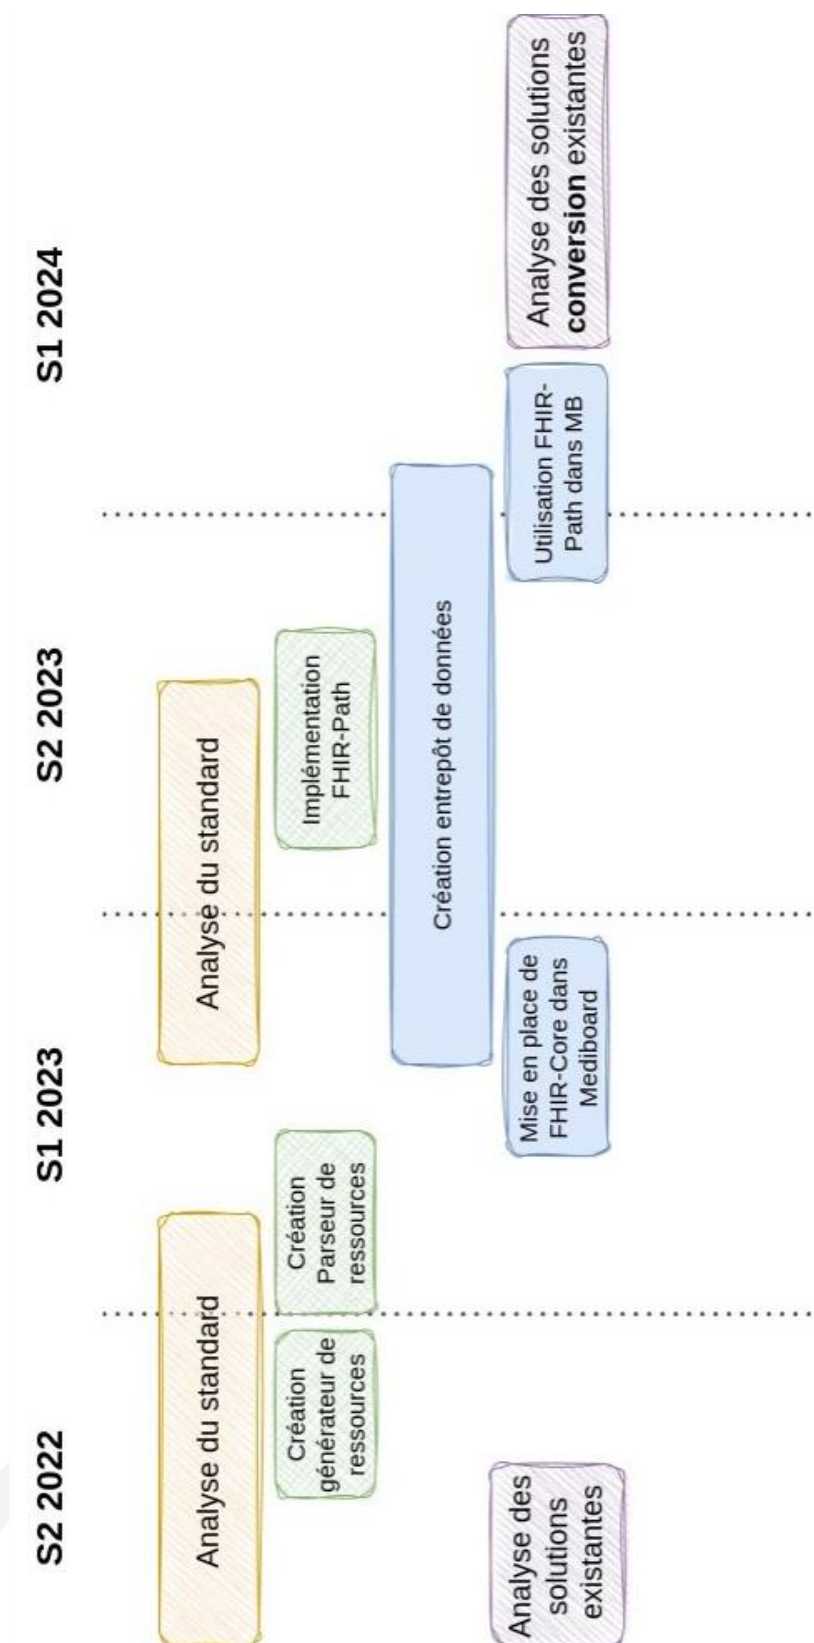 S2 2022
S1 2023
S2 2023
S1 2024
Analyse du standard
Analyse du standard
Création
générateur de
ressources
Création
Parseur de
ressources
Implémentation
FHIR-Path
Création entrepôt de données
Analyse des
solutions
existantes
Mise en place de
FHIR-Core dans
Mediboard
Utilisation FHIR-
Path dans MB
Analyse des solutions
conversion existantes